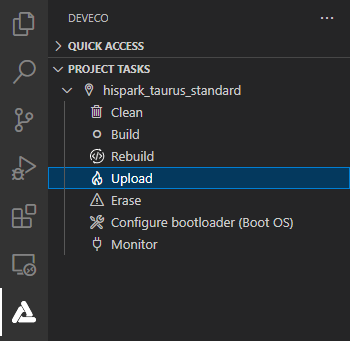 DEVECO
QUICK ACCESS
PROJECT TASKS
hispark_taurus_standard
Clean
Build
Rebuild
Upload
Erase
Configure bootloader (Boot OS)
Monitor